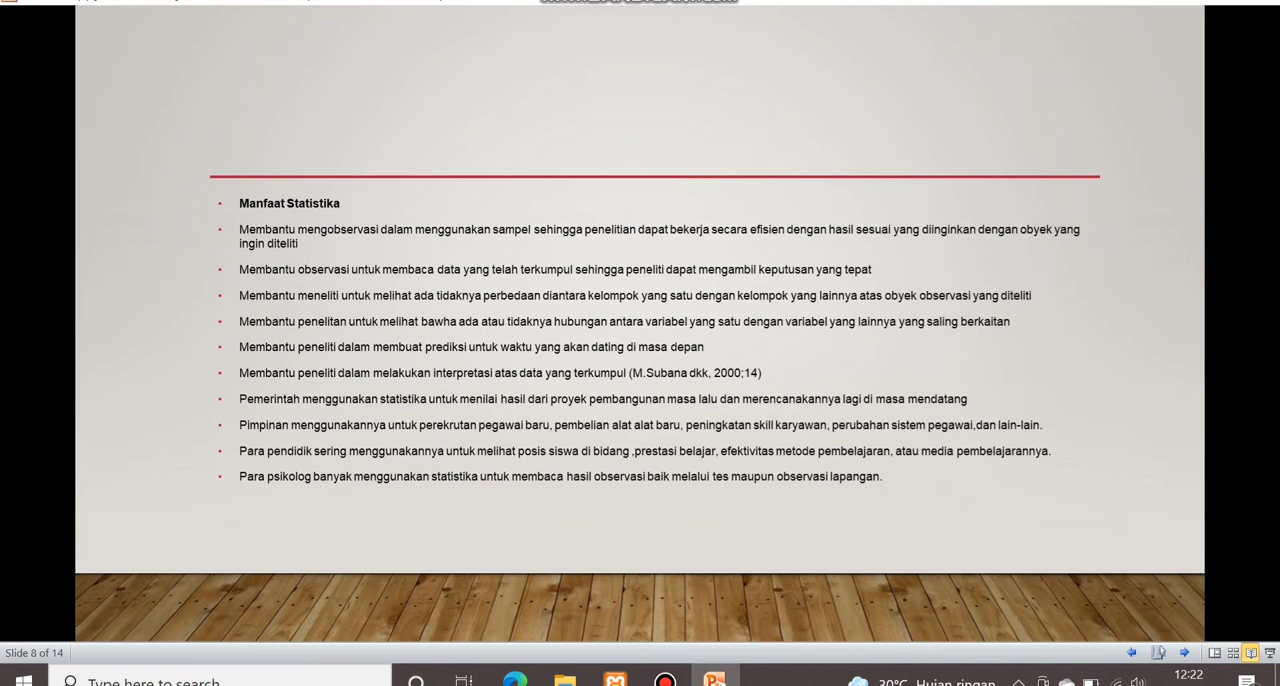 Manfaat Statistika
Membantu mengobservasi dalam menggunakan sampel sehingga penelitian dapat bekerja secara efisien dengan hasil sesuai yang diinginkan dengan obyek yang
ingin diteliti
Membantu observasi untuk membaca data yang telah terkumpul sehingga peneliti dapat mengambil keputusan yang tepat
Membantu meneliti untuk melihat ada tidaknya perbedaan diantara kelompok yang satu dengan kelompok yang lainnya atas obyek observasi yang diteliti
Membantu penelitan untuk melihat bawha ada atau tidaknya hubungan antara variabel yang satu dengan variabel yang lainnya yang saling berkaitan
Membantu peneliti dalam membuat prediksi untuk waktu yang akan dating di masa depan
Membantu peneliti dalam melakukan interpretasi atas data yang terkumpul (M.Subana dkk, 2000;14)
Pemerintah menggunakan statistika untuk menilai hasil dari proyek pembangunan masa lalu dan merencanakannya lagi di masa mendatang
Pimpinan menggunakannya untuk perekrutan pegawai baru, pembelian alat alat baru, peningkatan skill karyawan, perubahan sistem pegawai,dan lain-lain.
Para pendidik sering menggunakannya untuk melihat posis siswa di bidang ,prestasi belajar, efektivitas metode pembelajaran, atau media pembelajarannya.
Para psikolog banyak menggunakan statistika untuk membaca hasil observasi baik melalui tes maupun observasi lapangan.
Slide 8 of 14
Type here to search
30°C Hujan ringan
12:22